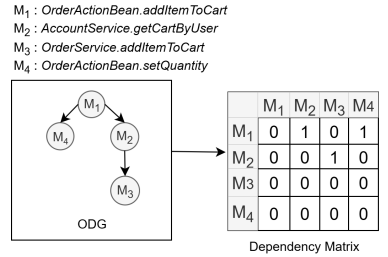 M₁ : OrderActionBean.addItemToCart
M₂ : AccountService.getCartByUser
M₃ : OrderService.addItemToCart
M₄ : OrderActionBean.setQuantity
M₁
M₄ M₂
M₃
ODG
M₁ M₂ M₃ M4
M₁ 0 1 0 1
M₂ 0 0 1 0
M3 0 0 0 0
M₄ 0 0 0 0
Dependency Matrix